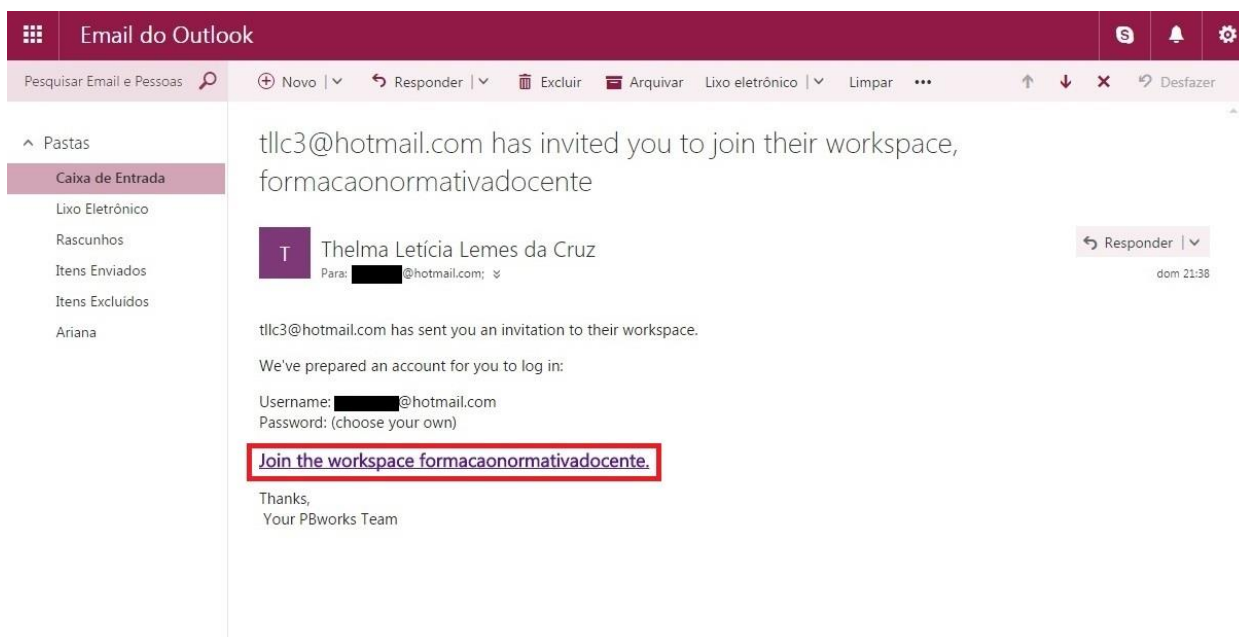 Email do Outlook
Pesquisar Email e Pessoas
Novo
Responder
Excluir
Arquivar
Lixo eletrônico
Limpar
Desfazer
Pastas
Caixa de Entrada
Lixo Eletrônico
Rascunhos
Itens Enviados
Itens Excluídos
Ariana
tllc3@hotmail.com has invited you to join their workspace,
formacaonormativadocente
T
Thelma Letícia Lemes da Cruz
Para: @hotmail.com;
Responder
dom 21:38
tllc3@hotmail.com has sent you an invitation to their workspace.
We've prepared an account for you to log in:
Username: @hotmail.com
Password: (choose your own)
Join the workspace formacaonormativadocente.
Thanks,
Your PBworks Team